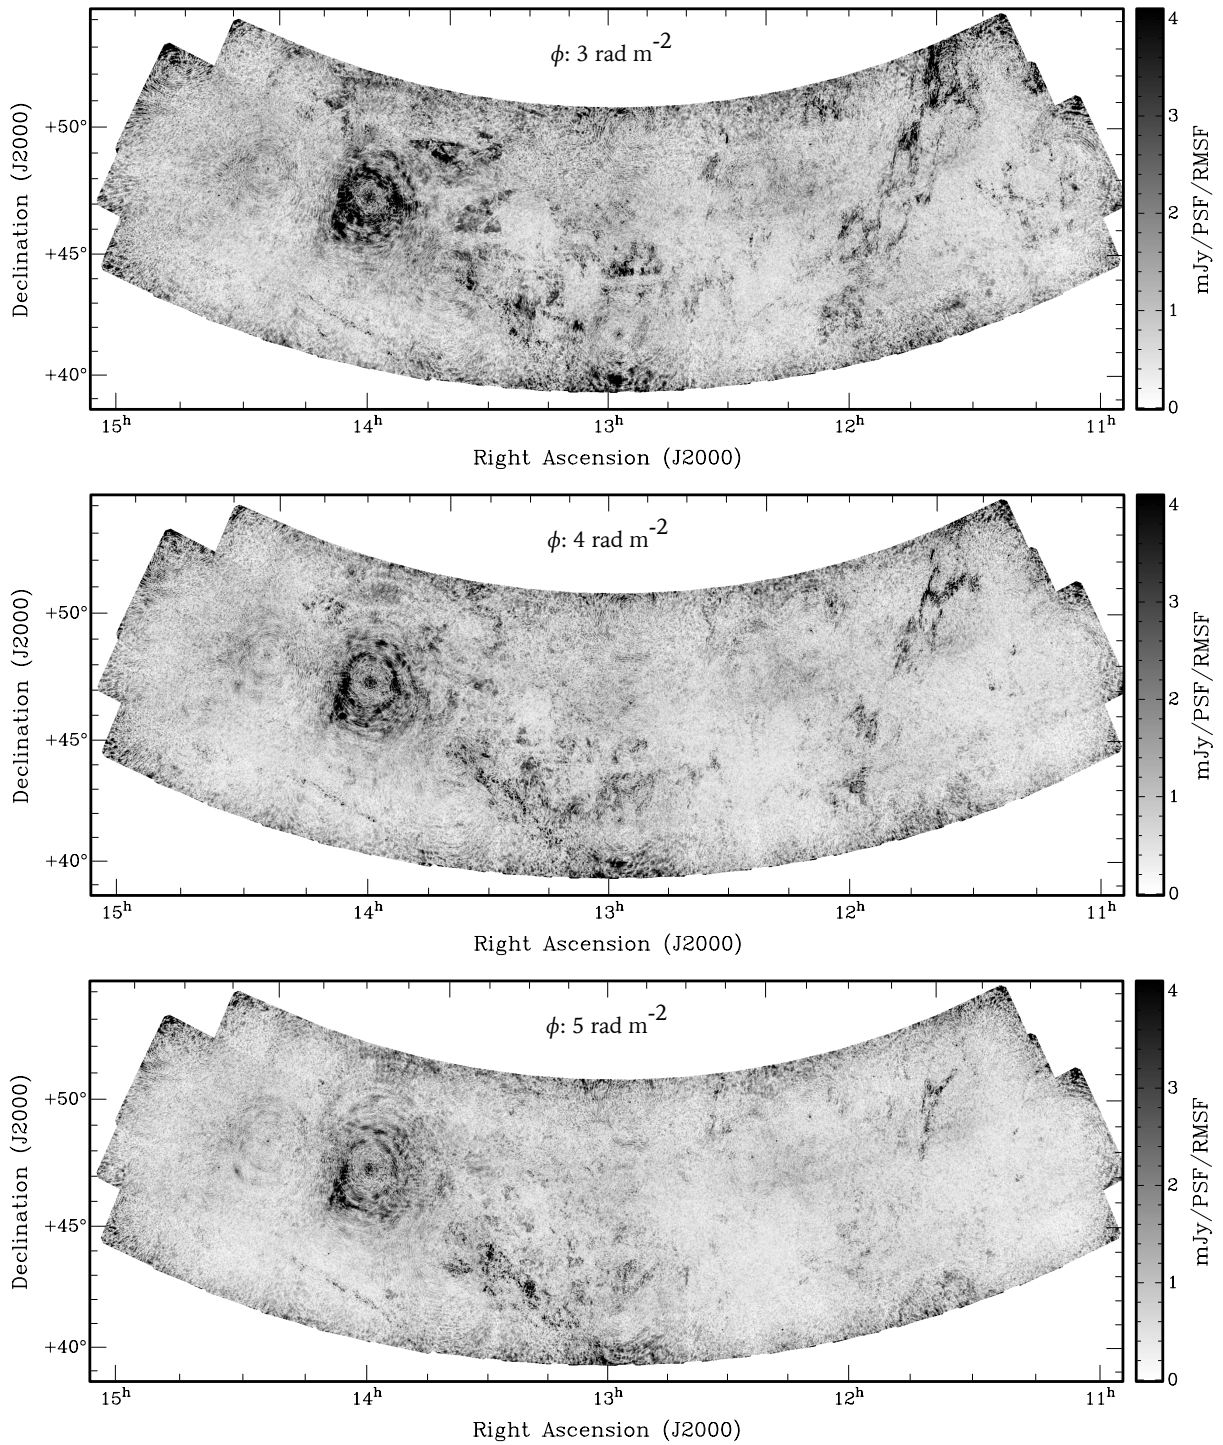 ϕ: 3 rad m-2
4
3
2
1
0
mJy/PSF/RMSF
+50°
+45°
+40°
Declination (J2000)
15h 14h 13h 12h 11h
Right Ascension (J2000)
ϕ: 4 rad m-2
4
3
2
1
0
mJy/PSF/RMSF
+50°
+45°
+40°
Declination (J2000)
15h 14h 13h 12h 11h
Right Ascension (J2000)
ϕ: 5 rad m-2
4
3
2
1
0
mJy/PSF/RMSF
+50°
+45°
+40°
Declination (J2000)
15h 14h 13h 12h 11h
Right Ascension (J2000)